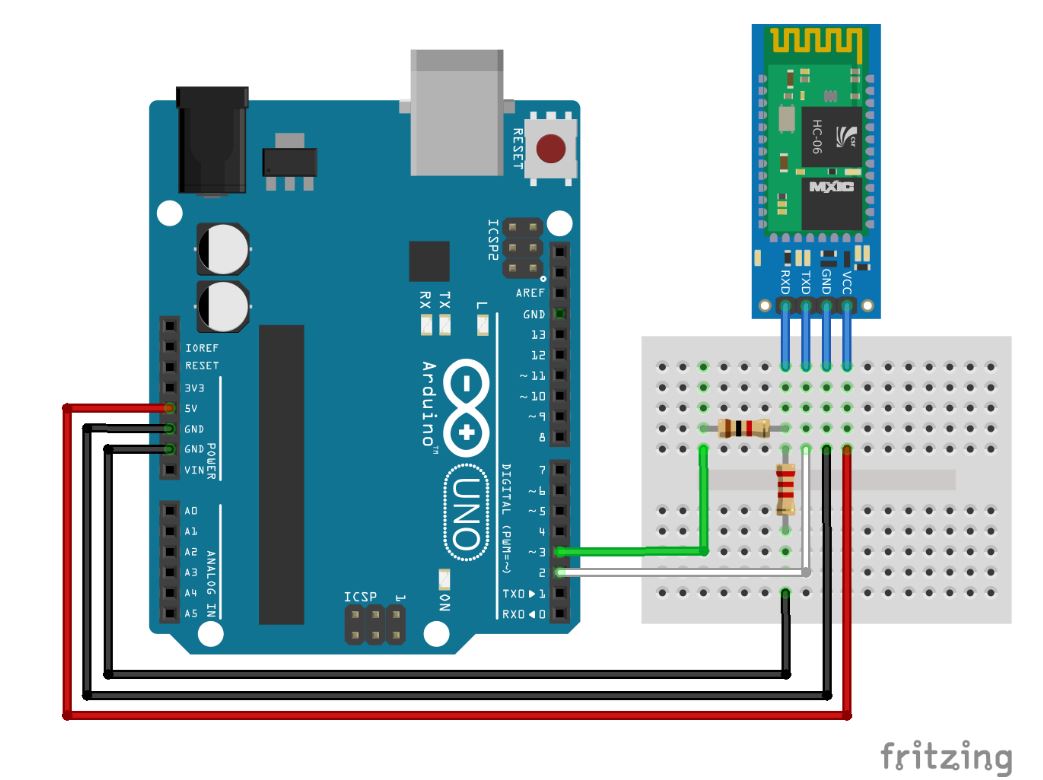 RESET
ICSP2
AREF
GND
13
12
~11
~10
~9
8
7
~6
~5
4
~3
2
TX0▶1
RX0◀0
DIGITAL (PWM=~)
RX
TX
L
Arduino™
UNO
ON
ICSP
1
IOREF
RESET
3V3
5V
GND
GND
VIN
POWER
A0
A1
A2
A3
A4
A5
ANALOG IN
HC-06
csr
MXIC
RXD
TXD
GND
VCC
fritzing